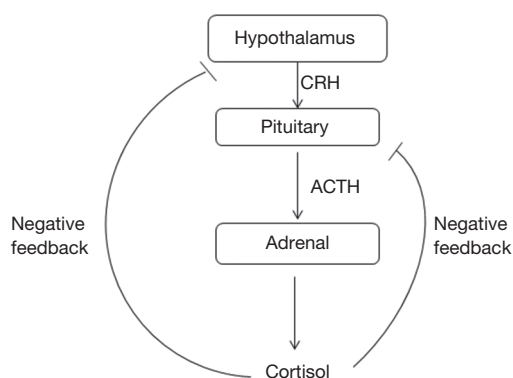 Hypothalamus
CRH
Pituitary
ACTH
Adrenal
Negative
feedback
Negative
feedback
Cortisol